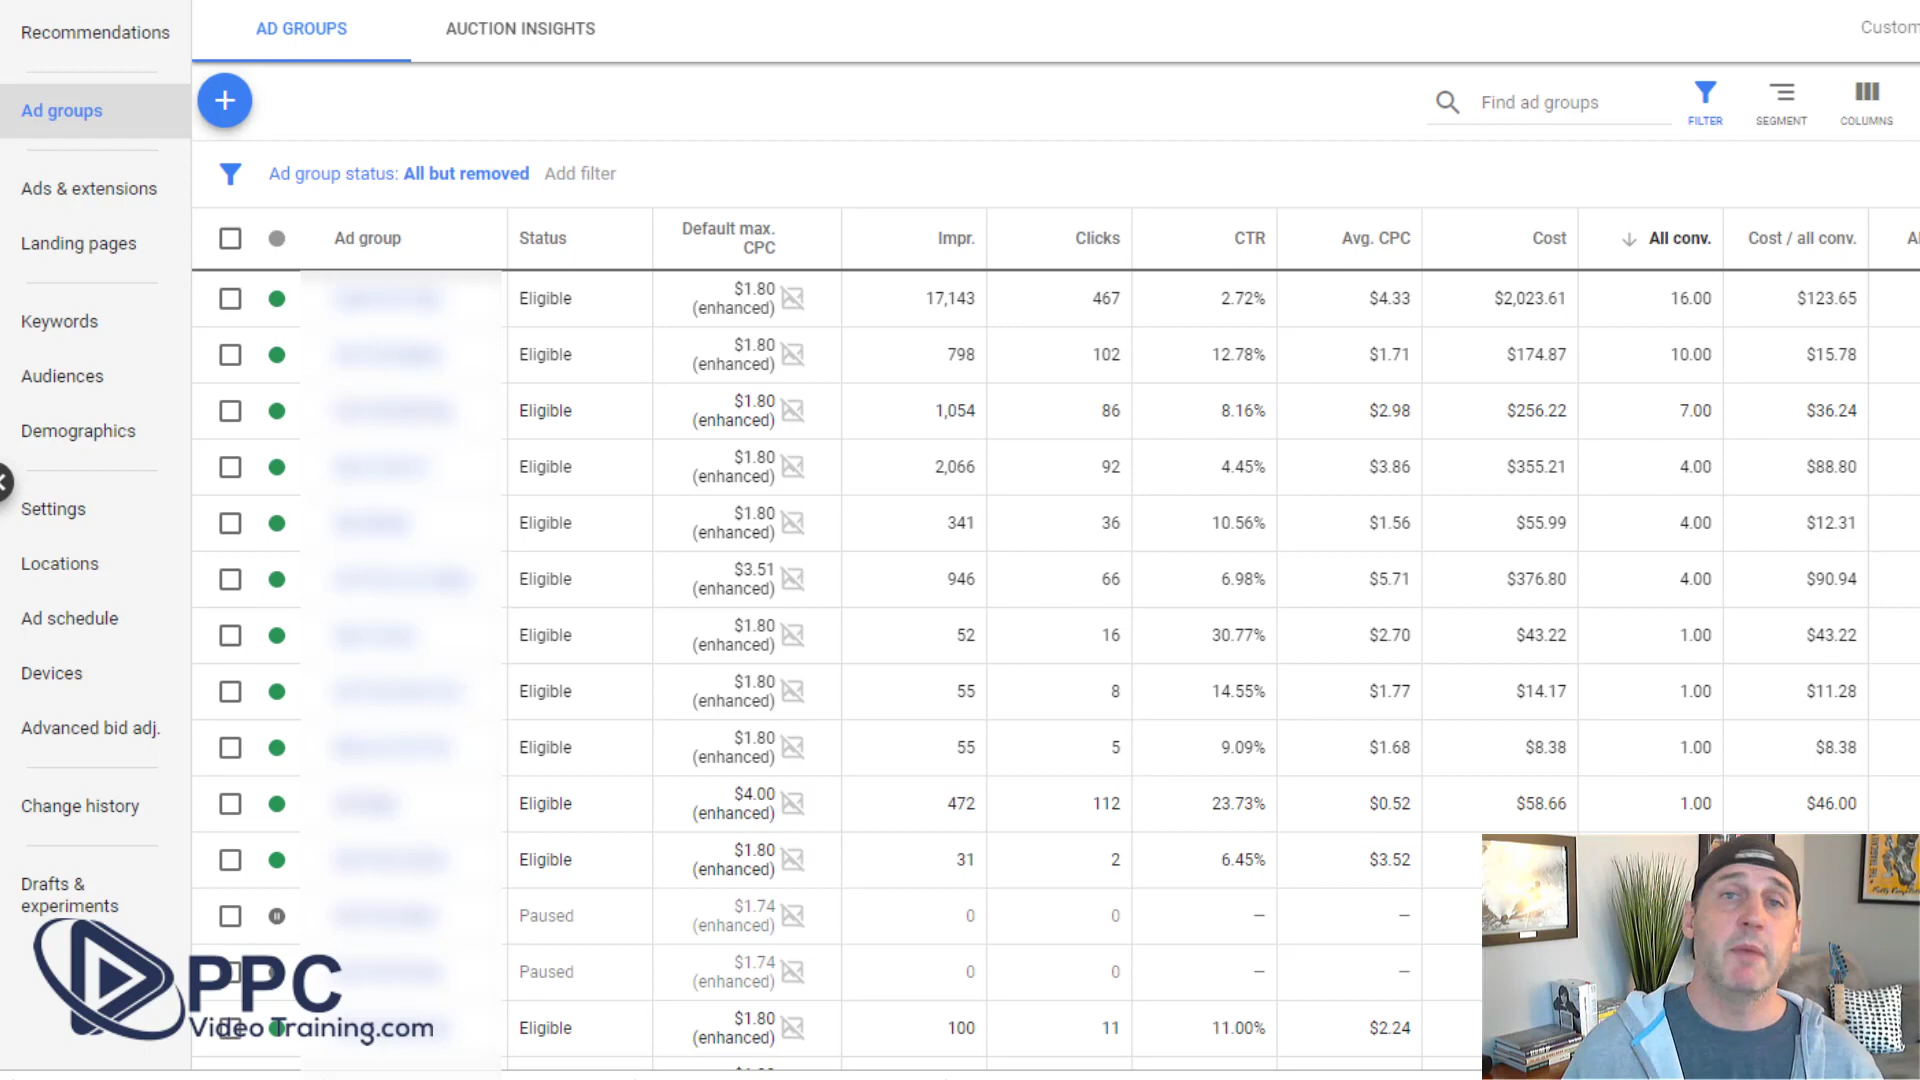 Recommendations
AD GROUPS
AUCTION INSIGHTS
Custom
Ad groups
Find ad groups
FILTER
SEGMENT
COLUMNS
Ad group status: All but removed
Add filter
Ads & extensions
Landing pages
Keywords
Audiences
Demographics
Settings
Locations
Ad schedule
Devices
Advanced bid adj.
Change history
Drafts &
experiments
Ad group Status Default max. CPC Impr. Clicks CTR Avg. CPC Cost All conv. Cost / all conv. Al
Eligible $1.80 (enhanced) 17,143 467 2.72% $4.33 $2,023.61 16.00 $123.65
Eligible $1.80 (enhanced) 798 102 12.78% $1.71 $174.87 10.00 $15.78
Eligible $1.80 (enhanced) 1,054 86 8.16% $2.98 $256.22 7.00 $36.24
Eligible $1.80 (enhanced) 2,066 92 4.45% $3.86 $355.21 4.00 $88.80
Eligible $1.80 (enhanced) 341 36 10.56% $1.56 $55.99 4.00 $12.31
Eligible $3.51 (enhanced) 946 66 6.98% $5.71 $376.80 4.00 $90.94
Eligible $1.80 (enhanced) 52 16 30.77% $2.70 $43.22 1.00 $43.22
Eligible $1.80 (enhanced) 55 8 14.55% $1.77 $14.17 1.00 $11.28
Eligible $1.80 (enhanced) 55 5 9.09% $1.68 $8.38 1.00 $8.38
Eligible $4.00 (enhanced) 472 112 23.73% $0.52 $58.66 1.00 $46.00
Eligible $1.80 (enhanced) 31 2 6.45% $3.52
Paused $1.74 (enhanced) 0 0 – –
Paused $1.74 (enhanced) 0 0 – –
Eligible $1.80 (enhanced) 100 11 11.00% $2.24
PPC
Video Training.com